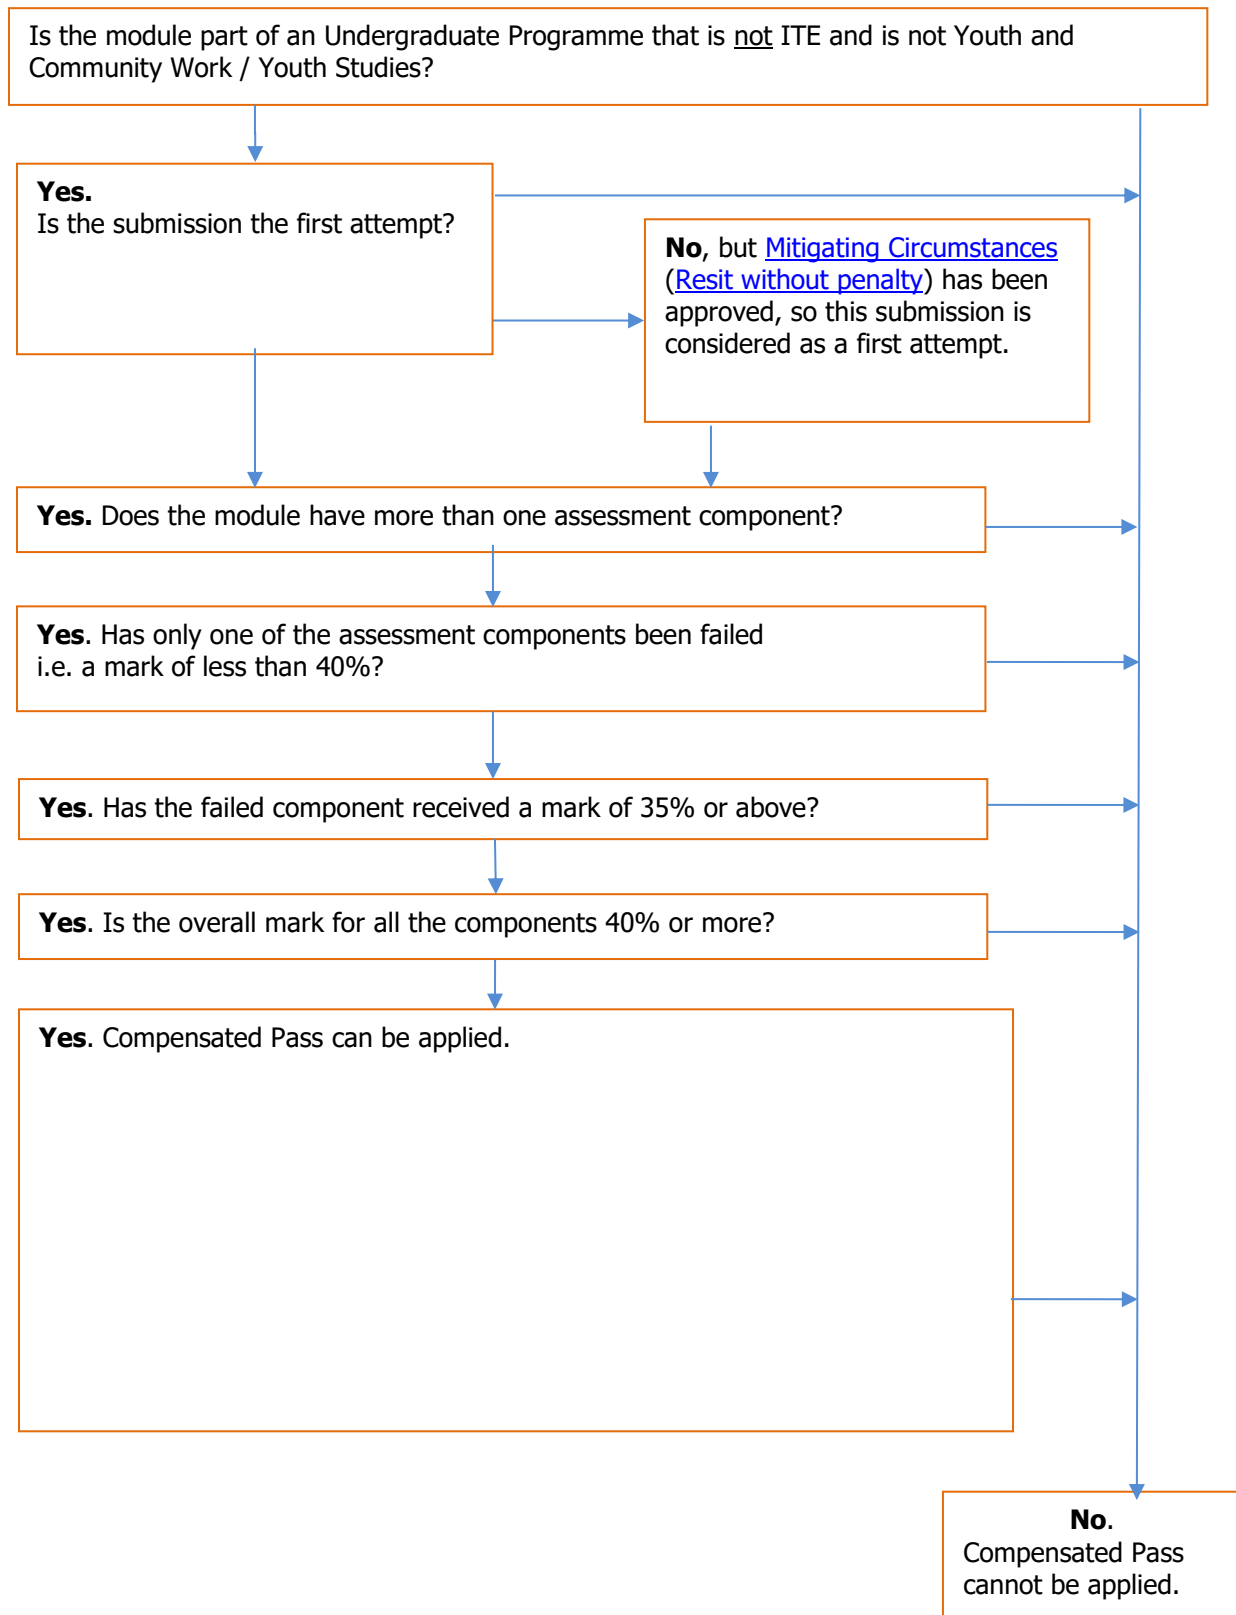 Is the module part of an Undergraduate Programme that is not ITE and is not Youth and
Community Work / Youth Studies?
Yes.
Is the submission the first attempt?
No, but Mitigating Circumstances
(Resit without penalty) has been
approved, so this submission is
considered as a first attempt.
Yes. Does the module have more than one assessment component?
Yes. Has only one of the assessment components been failed
i.e. a mark of less than 40%?
Yes. Has the failed component received a mark of 35% or above?
Yes. Is the overall mark for all the components 40% or more?
Yes. Compensated Pass can be applied.
No.
Compensated Pass
cannot be applied.